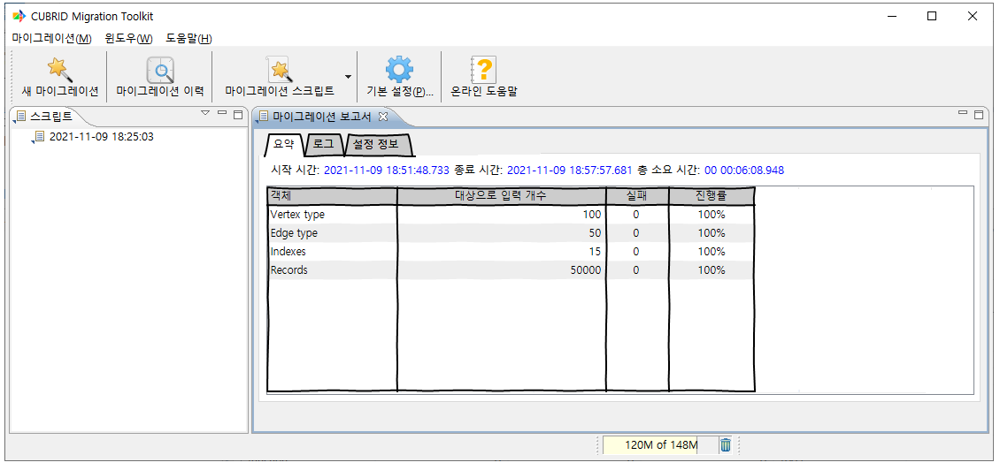 CUBRID Migration Toolkit
마이그레이션(M) 윈도우(W) 도움말(H)
새 마이그레이션 마이그레이션 이력 마이그레이션 스크립트 기본 설정(P)... 온라인 도움말
스크립트
2021-11-09 18:25:03
마이그레이션 보고서
요약 로그 설정 정보
시작 시간: 2021-11-09 18:51:48.733 종료 시간: 2021-11-09 18:57:57.681 총 소요 시간: 00 00:06:08.948
객체 대상으로 입력 개수 실패 진행률
Vertex type 100 0 100%
Edge type 50 0 100%
Indexes 15 0 100%
Records 50000 0 100%
120M of 148M